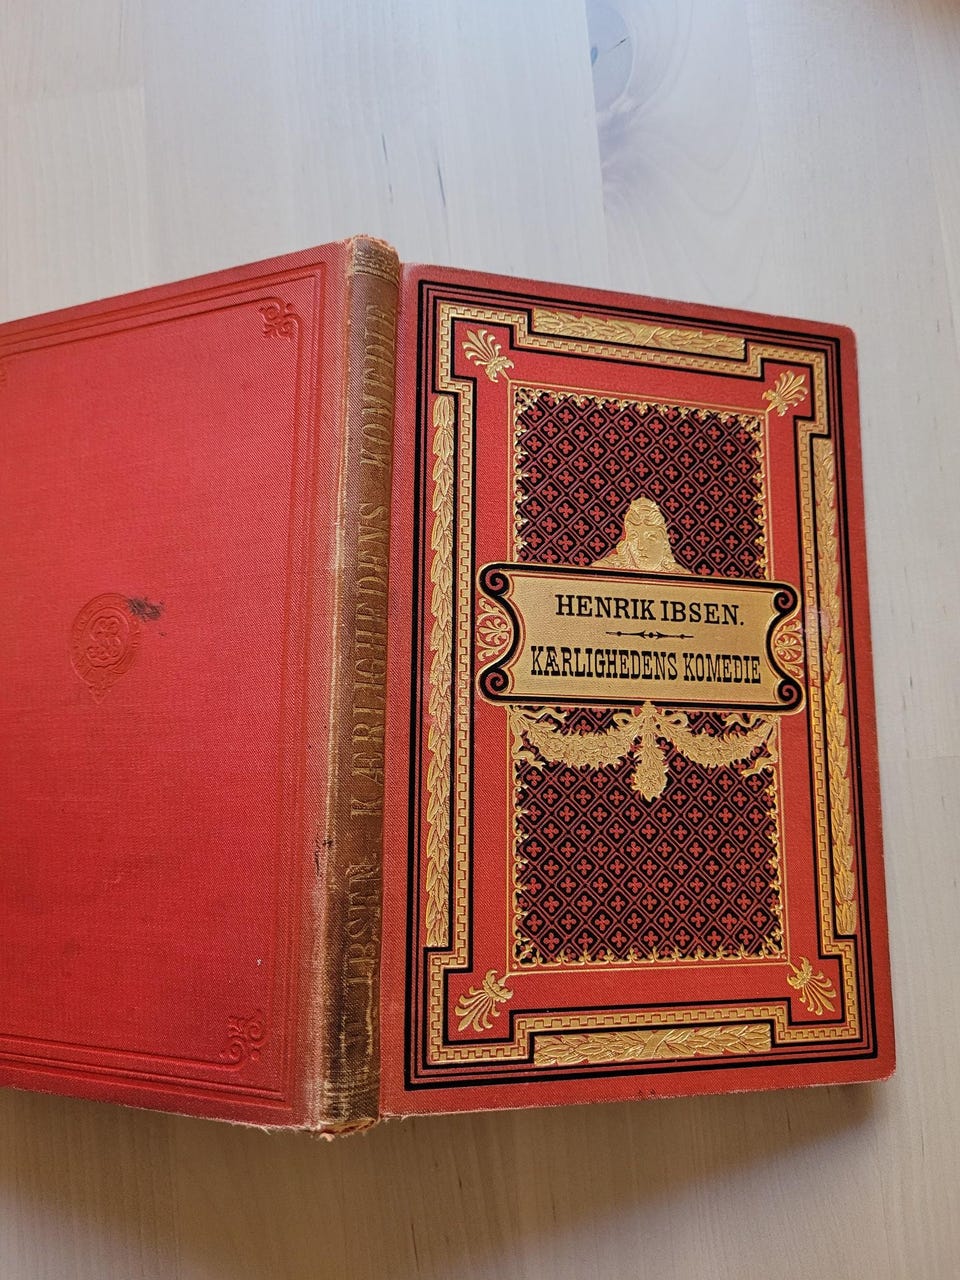 HENRIK IBSEN.
KÆRLIGHEDENS KOMEDIE
H. IBSEN. KÆRLIGHEDENS KOMEDIE